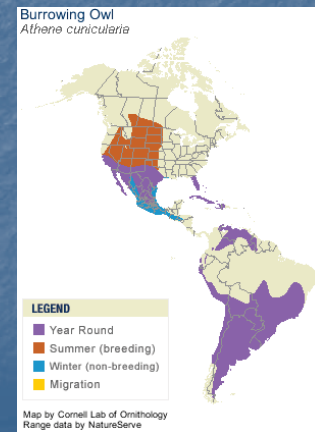 Burrowing Owl
Athene cunicularia
LEGEND
Year Round
Summer (breeding)
Winter (non-breeding)
Migration
Map by Cornell Lab of Ornithology
Range data by NatureServe